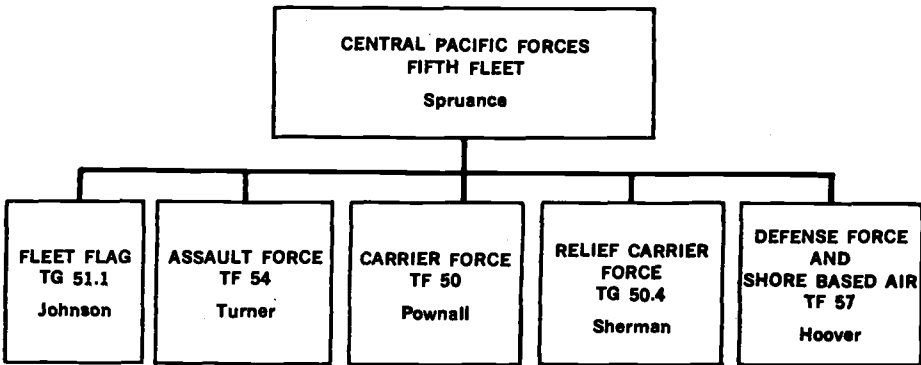 CENTRAL PACIFIC FORCES
FIFTH FLEET
Spruance
FLEET FLAG
TG 51.1
Johnson
ASSAULT FORCE
TF 54
Turner
CARRIER FORCE
TF 50
Pownall
RELIEF CARRIER
FORCE
TG 50.4
Sherman
DEFENSE FORCE
AND
SHORE BASED AIR
TF 57
Hoover